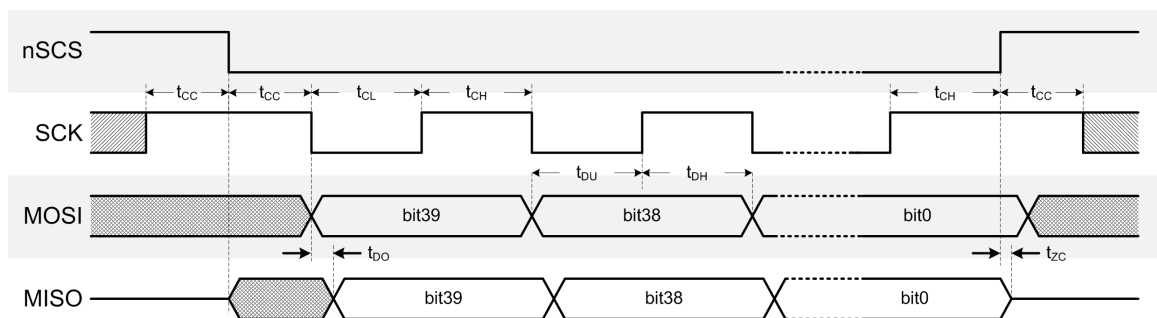 nSCS
tCC tCC tCL tCH tCH tCC
SCK
tDU tDH
MOSI bit39 bit38 bit0
tDO tZC
MISO bit39 bit38 bit0